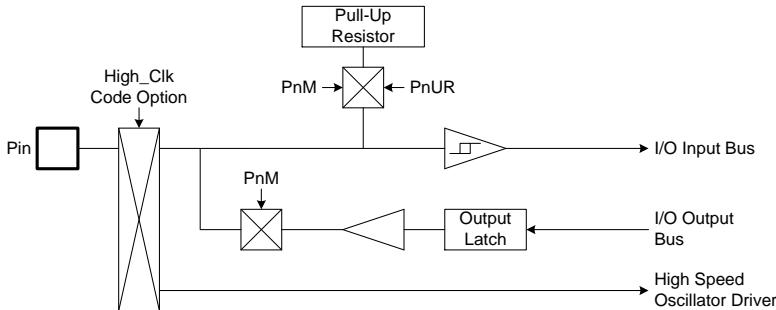 Pull-Up
Resistor
High_Clk
Code Option
PnM
PnUR
Pin
I/O Input Bus
PnM
Output
Latch
I/O Output
Bus
High Speed
Oscillator Driver